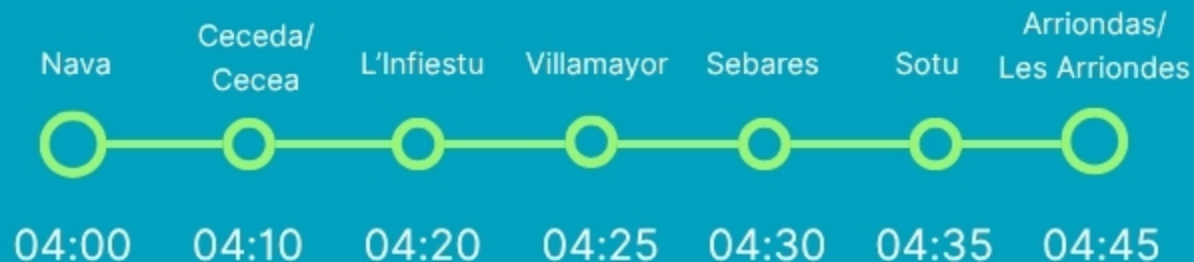 Nava
Ceceda/
Cecea
L'Infiestu
Villamayor
Sebares
Sotu
Arriondas/
Les Arriondes
04:00 04:10 04:20 04:25 04:30 04:35 04:45